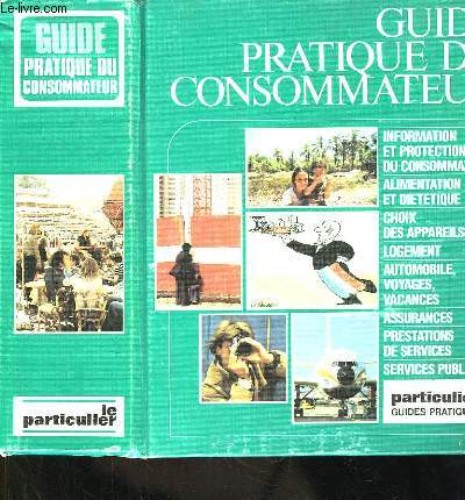 Le-livre.com
GUIDE
PRATIQUE DU
CONSOMMATEUR
le
particulier
GUID
PRATIQUE D
CONSOMMATEU
INFORMATION
ET PROTECTION
DU CONSOMMA
ALIMENTATION
ET DIETETIQUE
CHOIX
DES APPAREILS
LOGEMENT
AUTOMOBILE,
VOYAGES,
VACANCES
ASSURANCES
PRESTATIONS
DE SERVICES
SERVICES PUBL
particulie
GUIDES PRATIQU